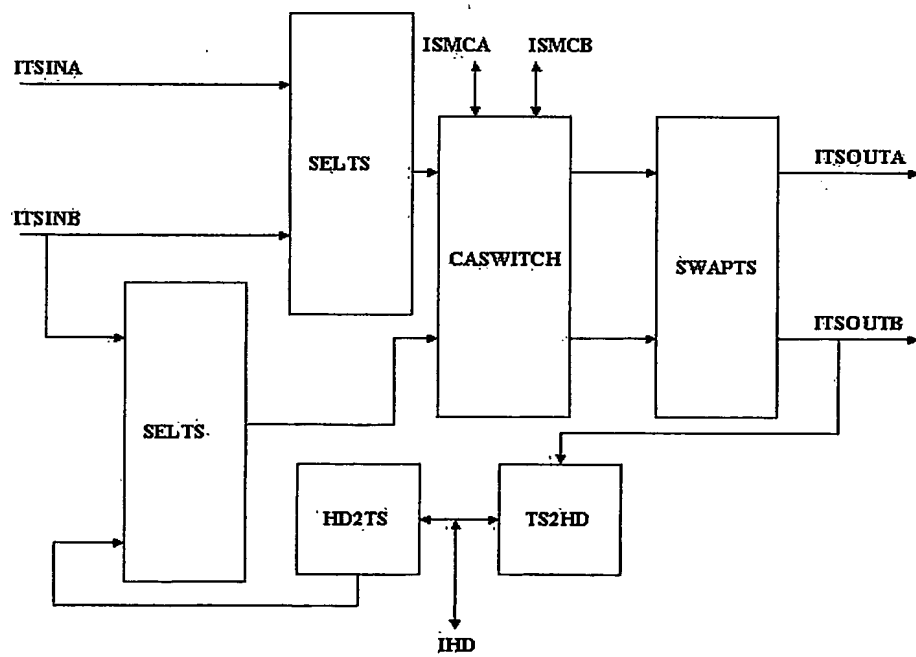 ISMCA ISMCB
ITSINA
SELTS
ITSOUTA
ITSINB
CASWITCH
SWAPTS
ITSOUTB
SELTS
HD2TS
TS2HD
IHD